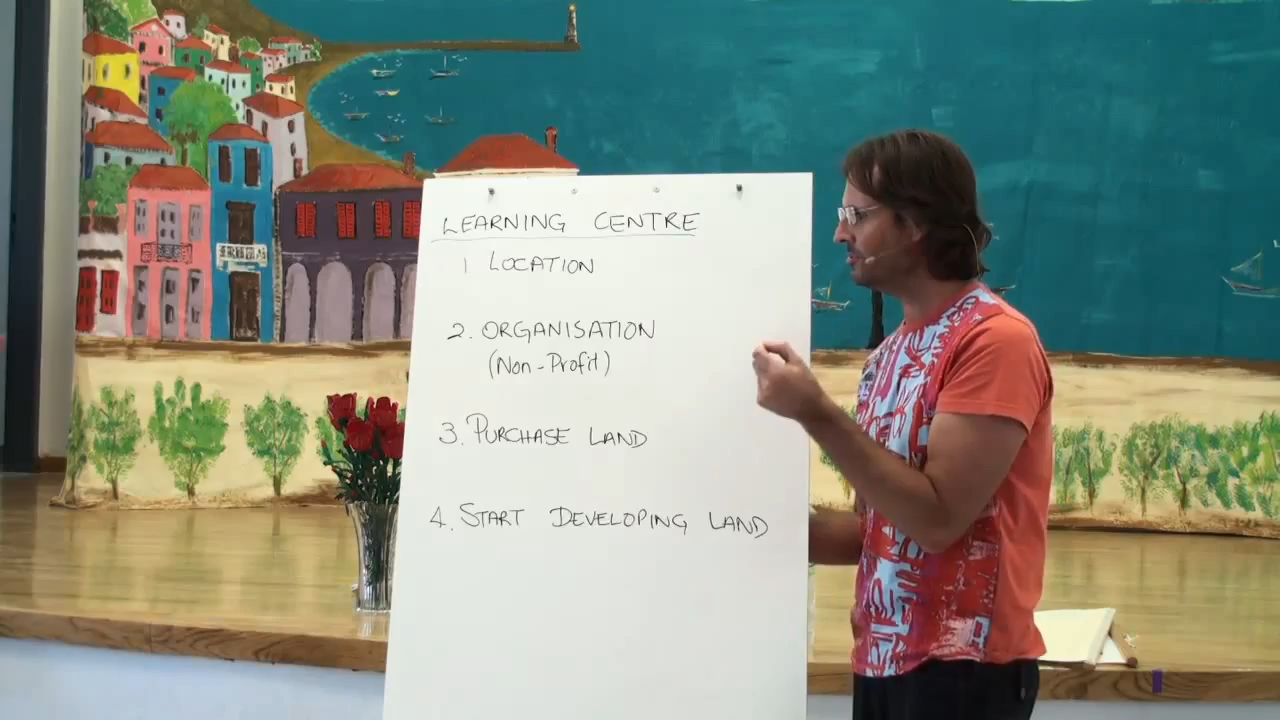 LEARNING CENTRE
1 LOCATION
2. ORGANISATION
(Non-Profit)
3. PURCHASE LAND
4. START DEVELOPING LAND